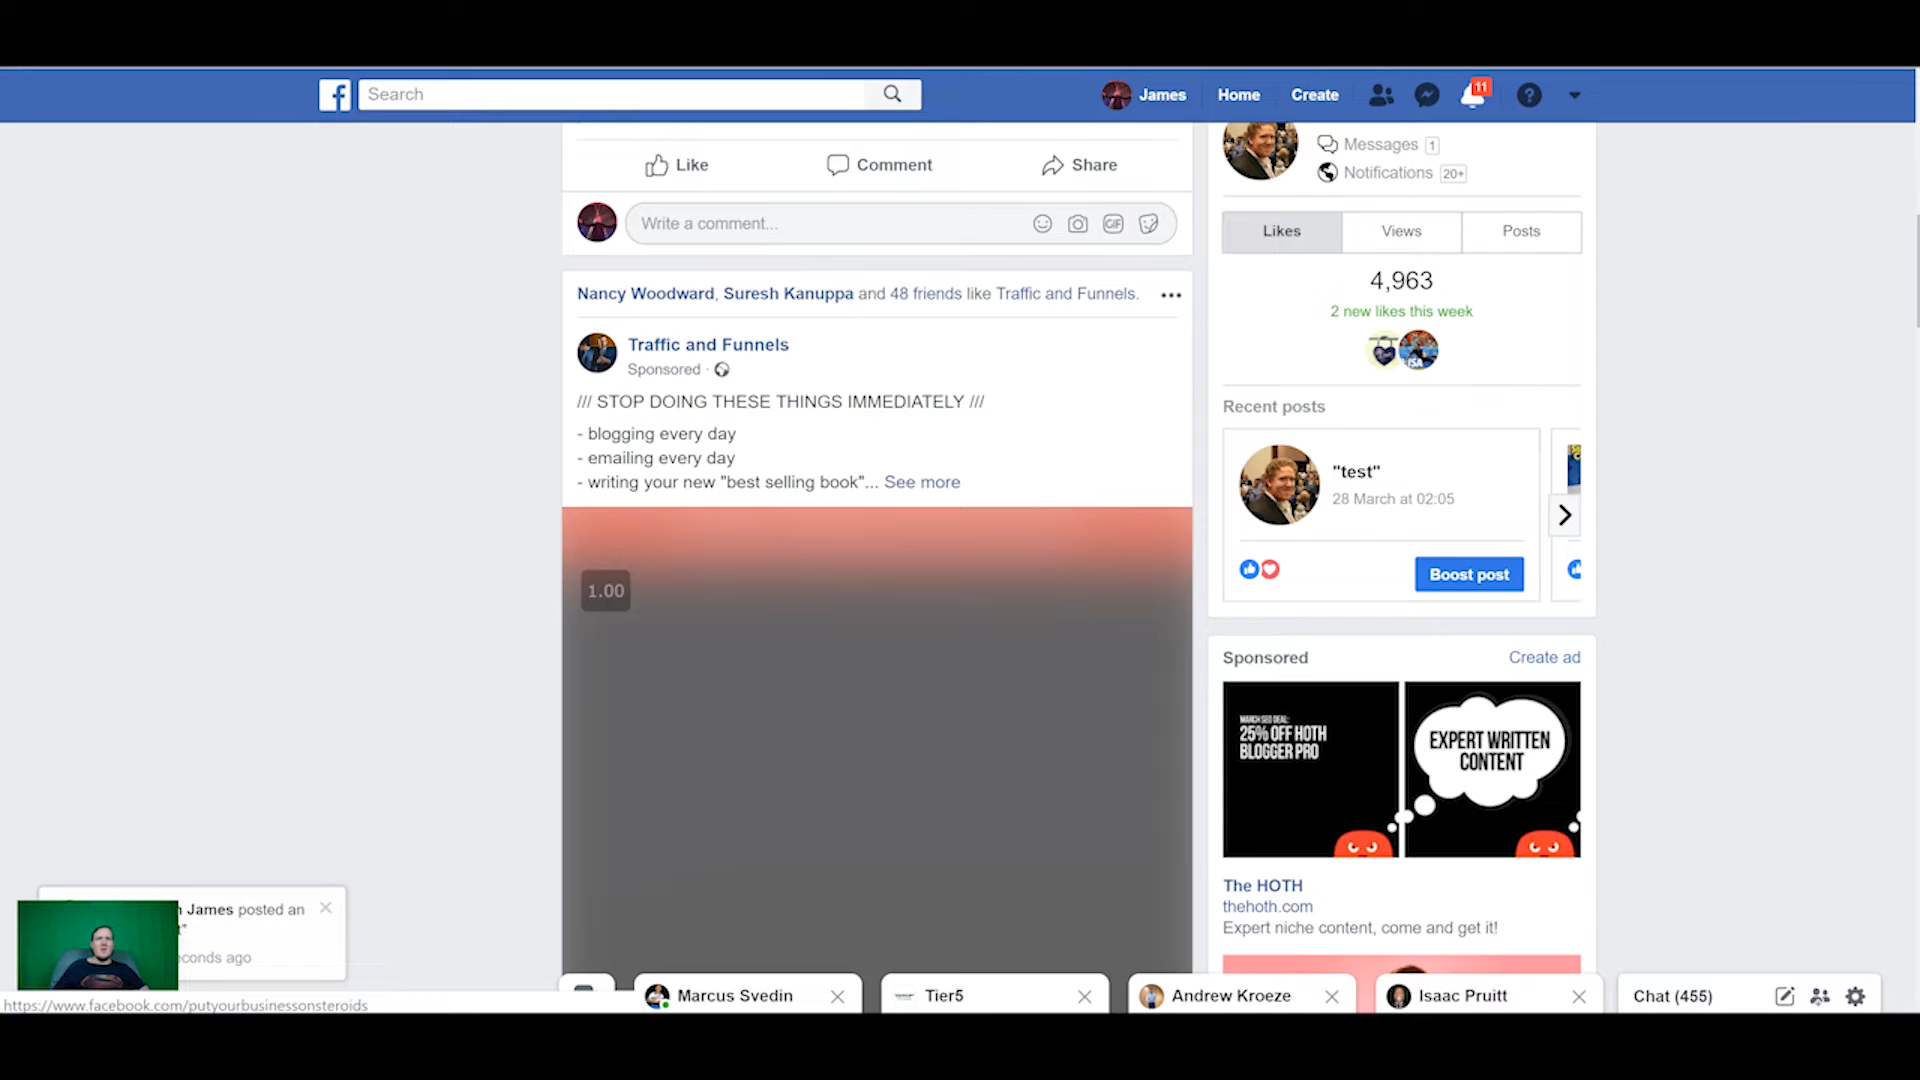 Search
James
Home
Create
11
Like
Comment
Share
Write a comment...
GIF
Nancy Woodward, Suresh Kanuppa and 48 friends like Traffic and Funnels.
Traffic and Funnels
Sponsored ·
/// STOP DOING THESE THINGS IMMEDIATELY ///
- blogging every day
- emailing every day
- writing your new "best selling book"... See more
1.00
Messages 1
Notifications 20+
Likes
Views
Posts
4,963
2 new likes this week
Recent posts
"test"
28 March at 02:05
Boost post
Sponsored
Create ad
MARCH SEO DEAL:
25% OFF HOTH
BLOGGER PRO
EXPERT WRITTEN
CONTENT
The HOTH
thehoth.com
Expert niche content, come and get it!
James posted an
ago
https://www.facebook.com/putyourbusinessonsteroids
Marcus Svedin
Tier5
Andrew Kroeze
Isaac Pruitt
Chat (455)